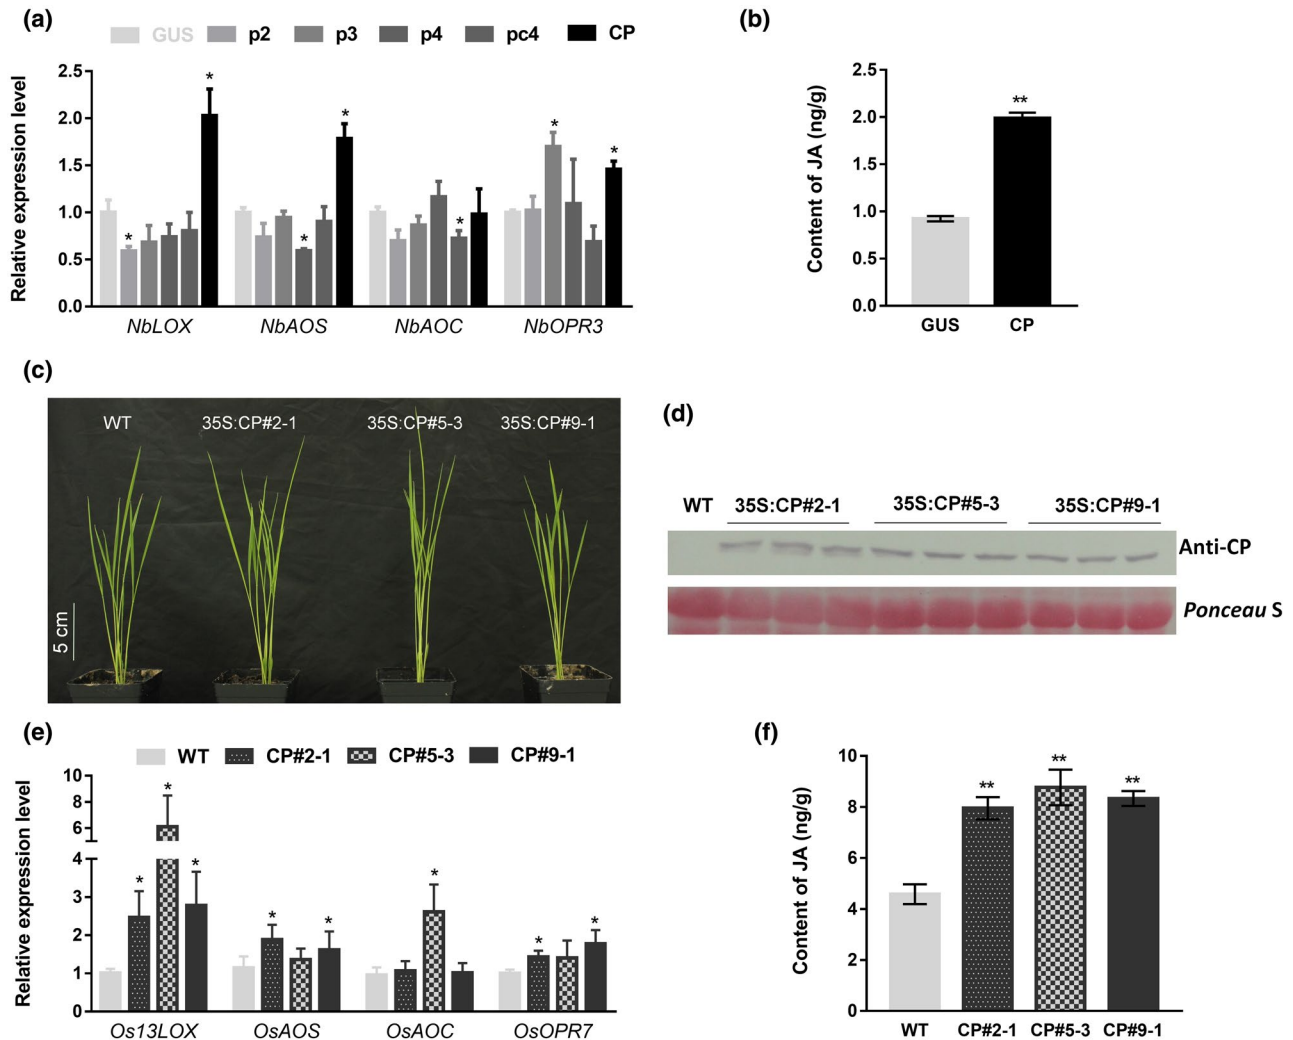 (a)
GUS p2 p3 p4 pc4 CP
Relative expression level
2.5
2.0
1.5
1.0
0.5
0.0
* * * * * * *
NbLOX NbAOS NbAOC NbOPR3
(b)
Content of JA (ng/g)
2.5
2.0
1.5
1.0
0.5
0.0
**
GUS CP
(c)
WT 35S:CP#2-1 35S:CP#5-3 35S:CP#9-1
5 cm
(d)
WT 35S:CP#2-1 35S:CP#5-3 35S:CP#9-1
Anti-CP
Ponceau S
(e)
WT CP#2-1 CP#5-3 CP#9-1
Relative expression level
10
8
6
4
3
2
1
0
* * * * * * * *
Os13LOX OsAOS OsAOC OsOPR7
(f)
Content of JA (ng/g)
10
8
6
4
2
0
** ** **
WT CP#2-1 CP#5-3 CP#9-1